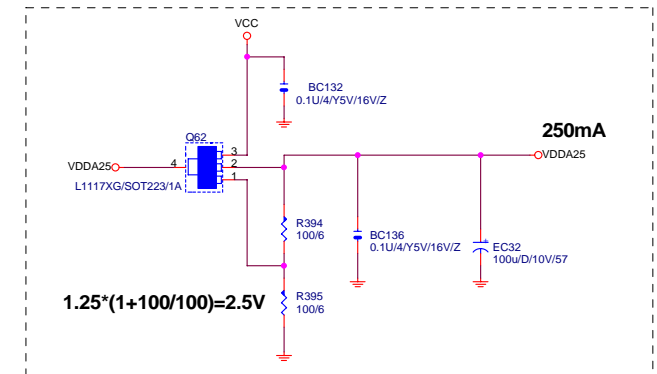 VCC
BC132
0.1U/4/Y5V/16V/Z
250mA
Q62
3
VDDA25
4
2
VDDA25
1
L1117XG/SOT223/1A
R394
100/6
BC136
0.1U/4/Y5V/16V/Z
EC32
100u/D/10V/57
+
1.25*(1+100/100)=2.5V
R395
100/6